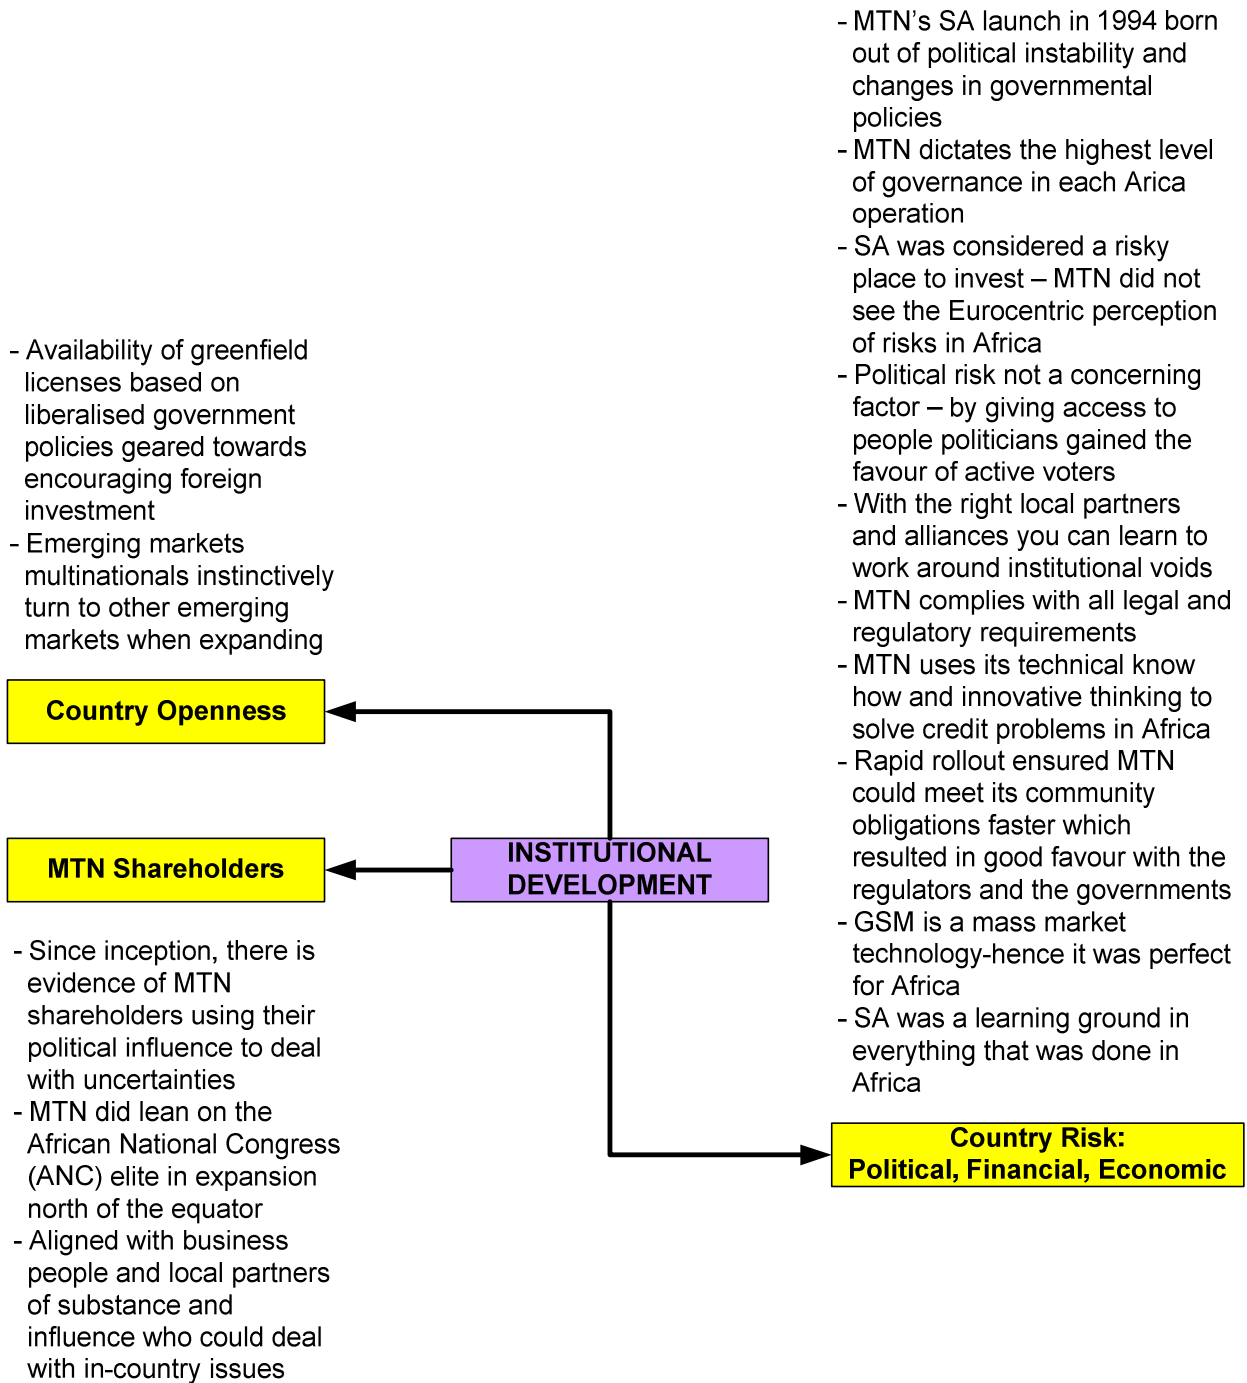 - Availability of greenfield
licenses based on
liberalised government
policies geared towards
encouraging foreign
investment
- Emerging markets
multinationals instinctively
turn to other emerging
markets when expanding
Country Openness
MTN Shareholders
- Since inception, there is
evidence of MTN
shareholders using their
political influence to deal
with uncertainties
- MTN did lean on the
African National Congress
(ANC) elite in expansion
north of the equator
- Aligned with business
people and local partners
of substance and
influence who could deal
with in-country issues
INSTITUTIONAL
DEVELOPMENT
- MTN's SA launch in 1994 born
out of political instability and
changes in governmental
policies
- MTN dictates the highest level
of governance in each Arica
operation
- SA was considered a risky
place to invest – MTN did not
see the Eurocentric perception
of risks in Africa
- Political risk not a concerning
factor – by giving access to
people politicians gained the
favour of active voters
- With the right local partners
and alliances you can learn to
work around institutional voids
- MTN complies with all legal and
regulatory requirements
- MTN uses its technical know
how and innovative thinking to
solve credit problems in Africa
- Rapid rollout ensured MTN
could meet its community
obligations faster which
resulted in good favour with the
regulators and the governments
- GSM is a mass market
technology-hence it was perfect
for Africa
- SA was a learning ground in
everything that was done in
Africa
Country Risk:
Political, Financial, Economic